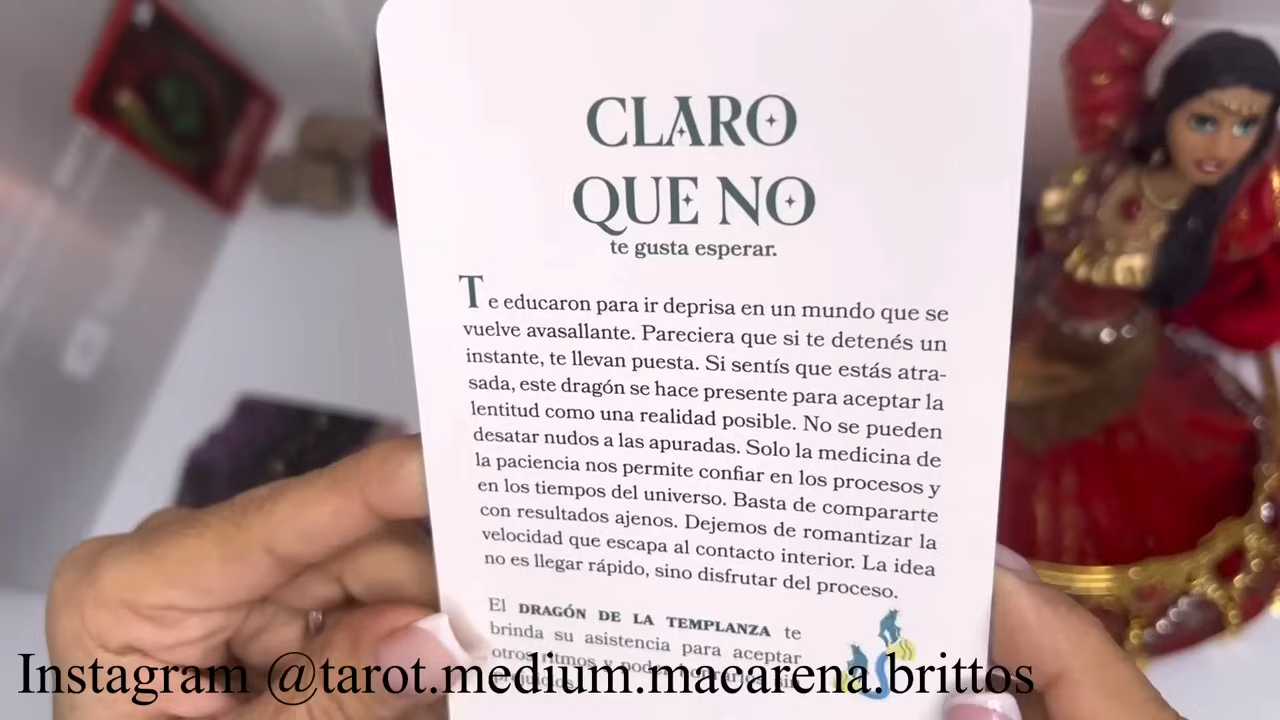 CLARO
QUE NO
te gusta esperar.
Te educaron para ir deprisa en un mundo que se
vuelve avasallante. Pareciera que si te detenés un
instante, te llevan puesta. Si sentís que estás atra-
sada, este dragón se hace presente para aceptar la
lentitud como una realidad posible. No se pueden
desatar nudos a las apuradas. Solo la medicina de
la paciencia nos permite confiar en los procesos y
en los tiempos del universo. Basta de compararte
con resultados ajenos. Dejemos de romantizar la
velocidad que escapa al contacto interior. La idea
no es llegar rápido, sino disfrutar del proceso.
El DRAGÓN DE LA TEMPLANZA te
brinda su asistencia para aceptar
otros ritmos y poder
Instagram @tarot.medium.macarena.brittos